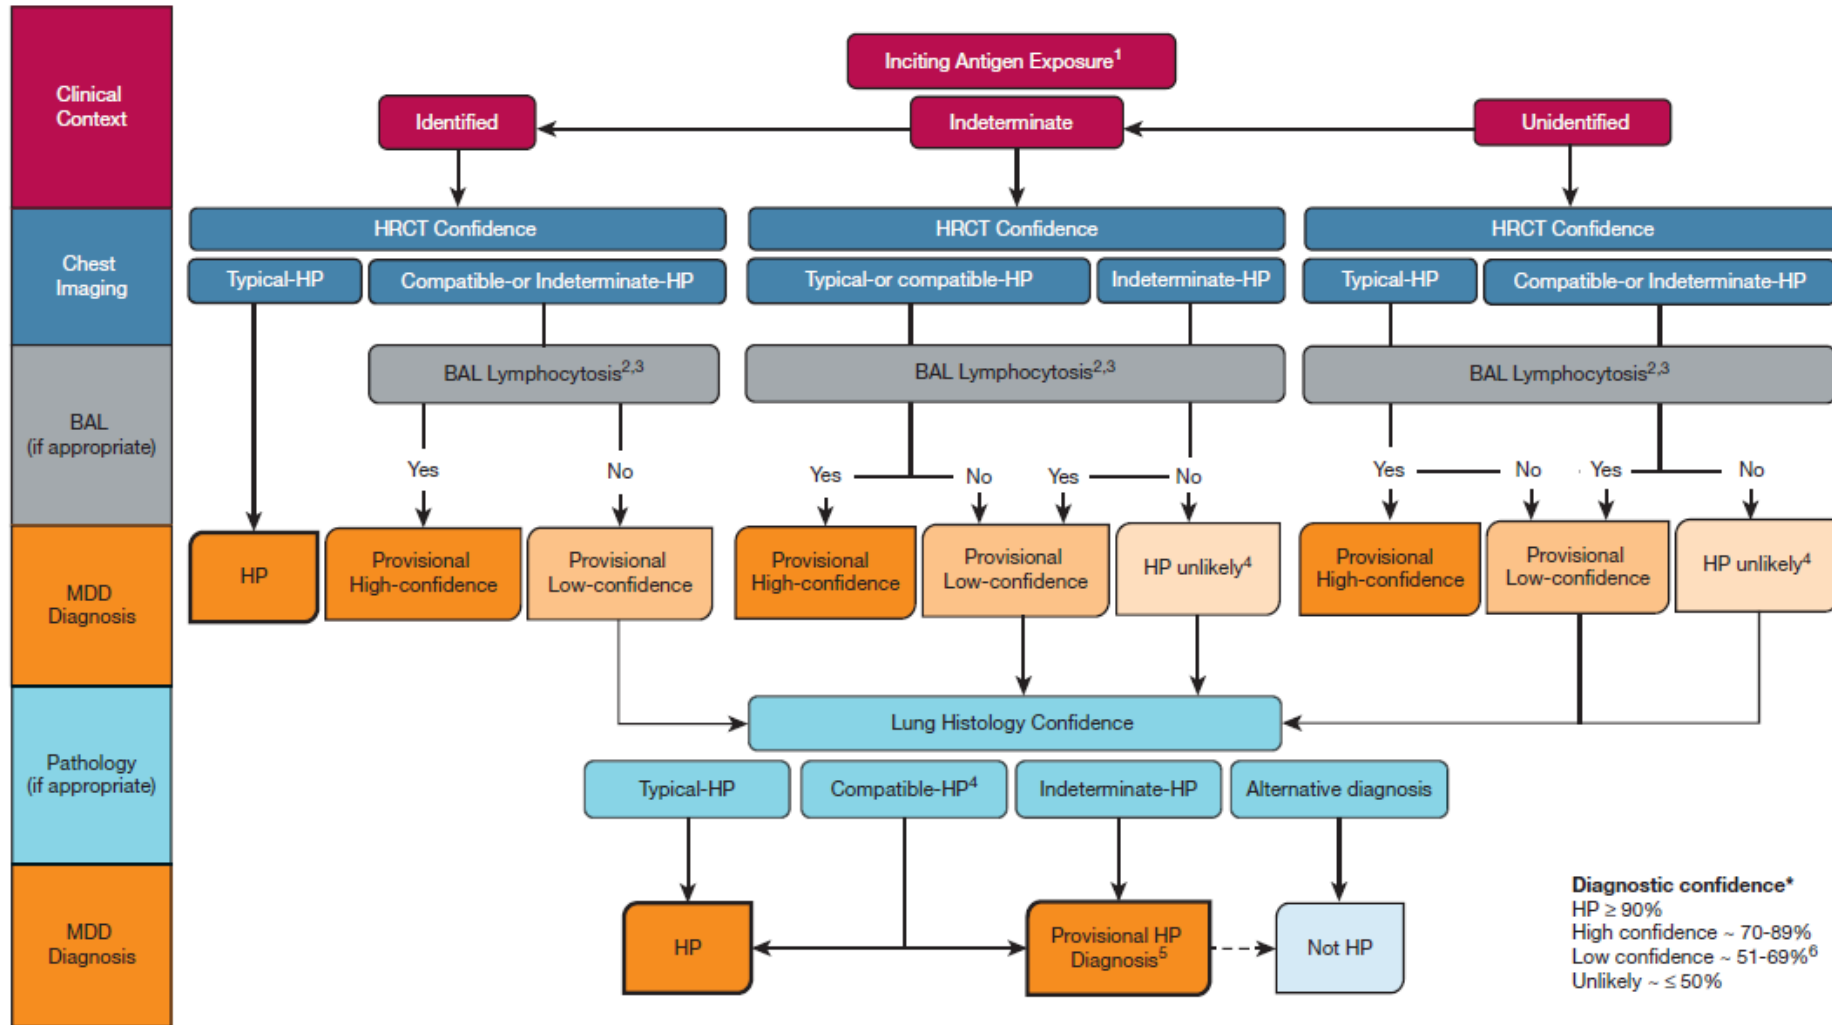 Clinical
Context
Inciting Antigen Exposure1
Identified
Indeterminate
Unidentified
Chest
Imaging
HRCT Confidence
HRCT Confidence
HRCT Confidence
Typical-HP
Compatible-or Indeterminate-HP
Typical-or compatible-HP
Indeterminate-HP
Typical-HP
Compatible-or Indeterminate-HP
BAL
(if appropriate)
BAL Lymphocytosis2,3
BAL Lymphocytosis2,3
BAL Lymphocytosis2,3
Yes
No
Yes
No
Yes
No
Yes
No
Yes
No
MDD
Diagnosis
HP
Provisional
High-confidence
Provisional
Low-confidence
Provisional
High-confidence
Provisional
Low-confidence
HP unlikely4
Provisional
High-confidence
Provisional
Low-confidence
HP unlikely4
Pathology
(if appropriate)
Lung Histology Confidence
Typical-HP
Compatible-HP4
Indeterminate-HP
Alternative diagnosis
MDD
Diagnosis
HP
Provisional HP
Diagnosis5
Not HP
Diagnostic confidence*
HP ≥ 90%
High confidence ~ 70-89%
Low confidence ~ 51-69%6
Unlikely ~ ≤ 50%